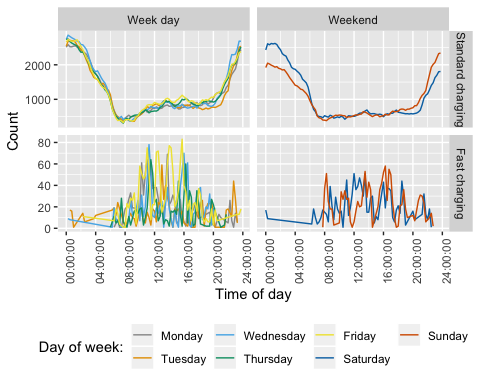 Week day Weekend
Standard charging
2000
1000
Count
Fast charging
80
60
40
20
0
00:00 04:00:00 08:00:00 12:00:00 16:00:00 20:00:00 24:00:00 00:00:00 04:00:00 08:00:00 12:00:00 16:00:00 20:00:00 24:00:00
Time of day
Day of week: Monday Wednesday Friday Sunday
Tuesday Thursday Saturday